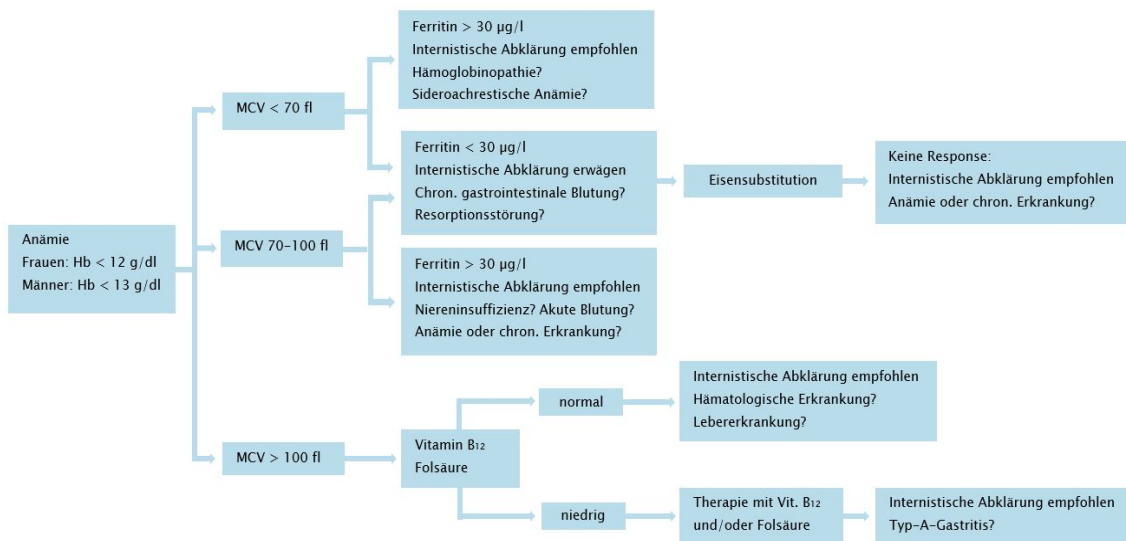 Anämie
Frauen: Hb < 12 g/dl
Männer: Hb < 13 g/dl
MCV < 70 fl
Ferritin > 30 µg/l
Internistische Abklärung empfohlen
Hämoglobinopathie?
Sideroachrestische Anämie?
Ferritin < 30 µg/l
Internistische Abklärung erwägen
Chron. gastrointestinale Blutung?
Resorptionsstörung?
Eisensubstitution
Keine Response:
Internistische Abklärung empfohlen
Anämie oder chron. Erkrankung?
MCV 70–100 fl
Ferritin > 30 µg/l
Internistische Abklärung empfohlen
Niereninsuffizienz? Akute Blutung?
Anämie oder chron. Erkrankung?
MCV > 100 fl
Vitamin B₁₂
Folsäure
normal
Internistische Abklärung empfohlen
Hämatologische Erkrankung?
Lebererkrankung?
niedrig
Therapie mit Vit. B₁₂
und/oder Folsäure
Internistische Abklärung empfohlen
Typ-A-Gastritis?